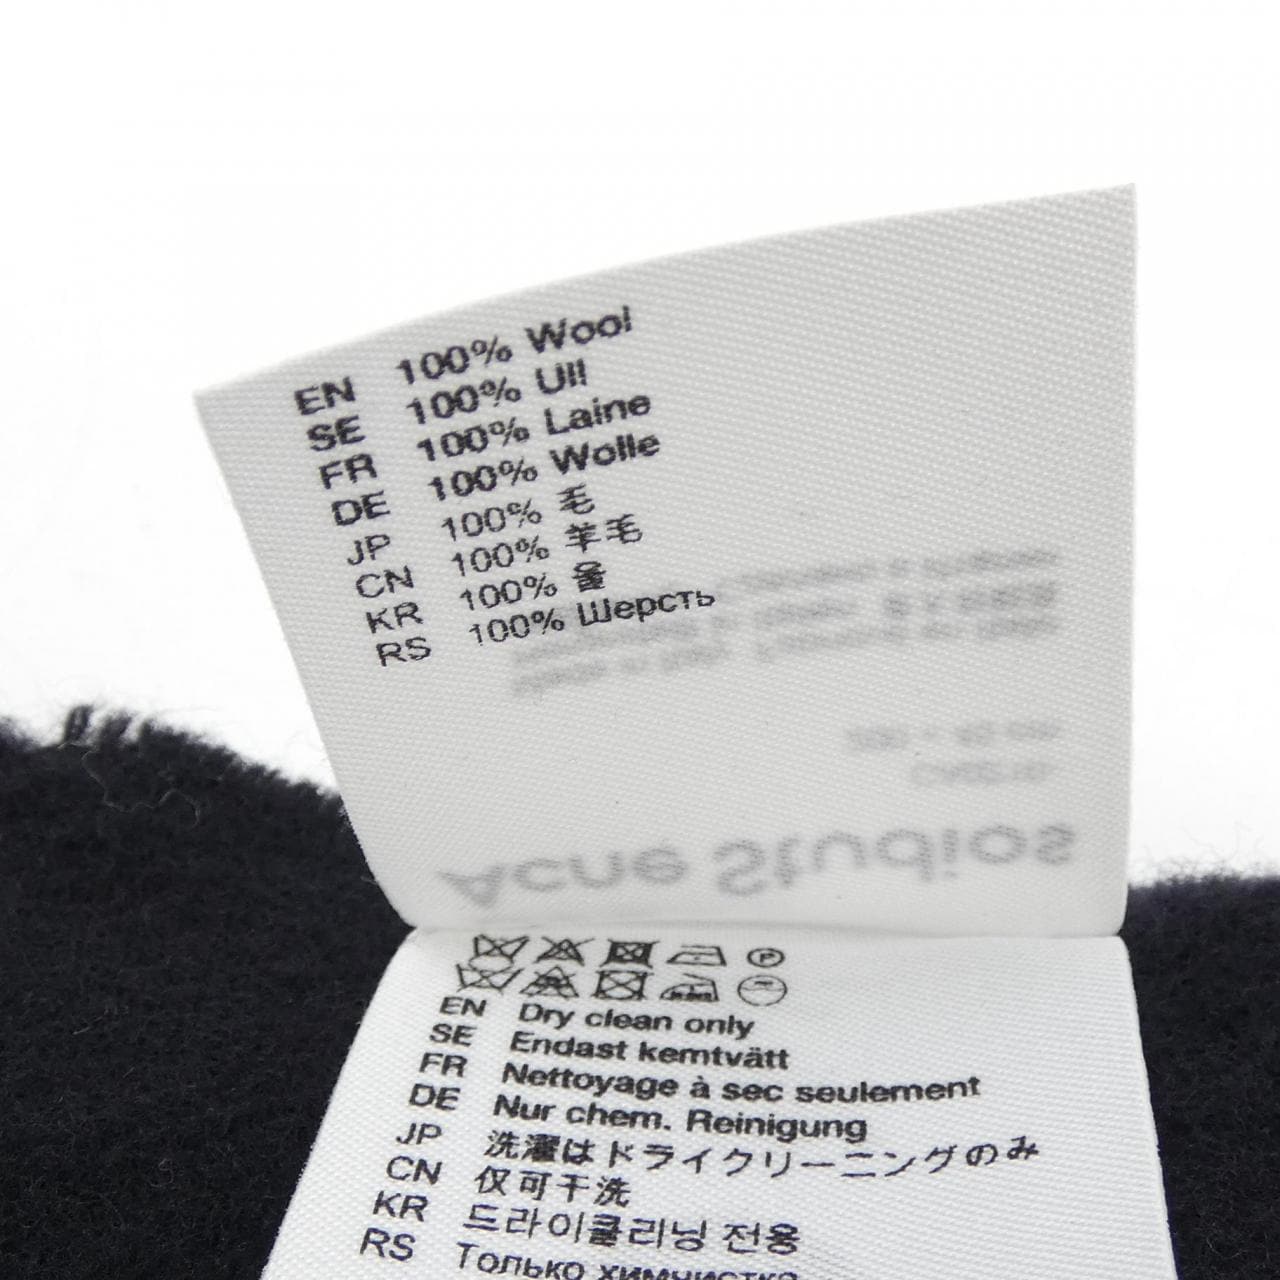 EN 100% Wool
SE 100% Ull
FR 100% Laine
DE 100% Wolle
JP 100% 毛
CN 100% 羊毛
KR 100% 울
RS 100% Шерсть
Acne Studios
P
EN Dry clean only
SE Endast kemtvätt
FR Nettoyage à sec seulement
DE Nur chem. Reinigung
JP 洗濯はドライクリーニングのみ
CN 仅可干洗
KR 드라이클리닝 전용
RS Только химчистка